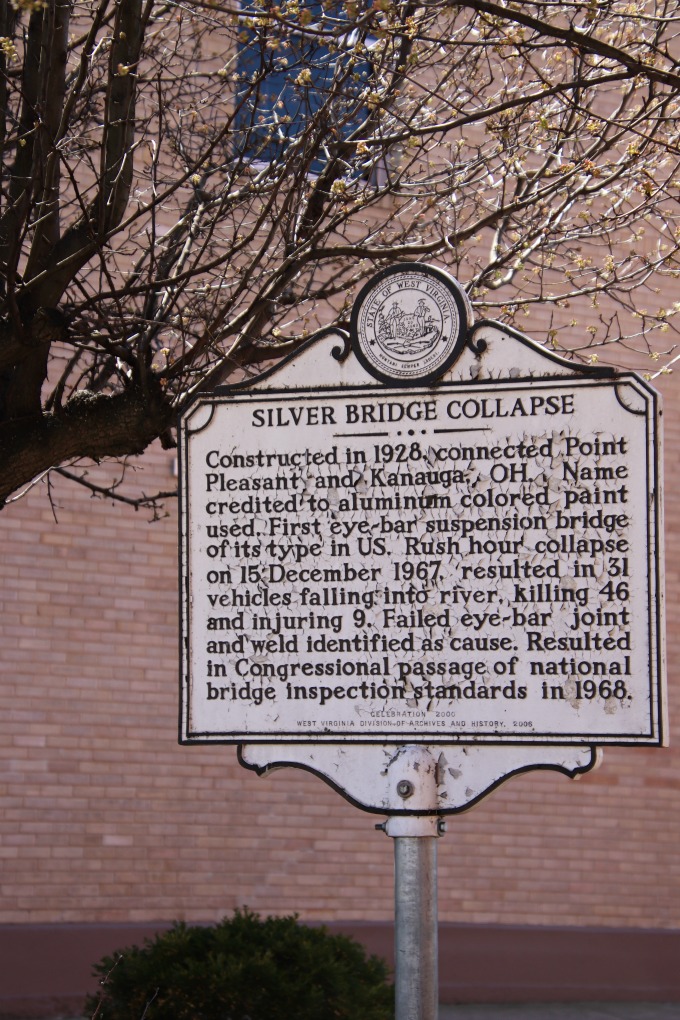 STATE OF WEST VIRGINIA
MONTANI SEMPER LIBERI
SILVER BRIDGE COLLAPSE
Constructed in 1928, connected Point
Pleasant and Kanauga, OH. Name
credited to aluminum colored paint
used. First eye-bar suspension bridge
of its type in US. Rush hour collapse
on 15 December 1967, resulted in 31
vehicles falling into river, killing 46
and injuring 9. Failed eye-bar joint
and weld identified as cause. Resulted
in Congressional passage of national
bridge inspection standards in 1968.
CELEBRATION 2000
WEST VIRGINIA DIVISION OF ARCHIVES AND HISTORY, 2006